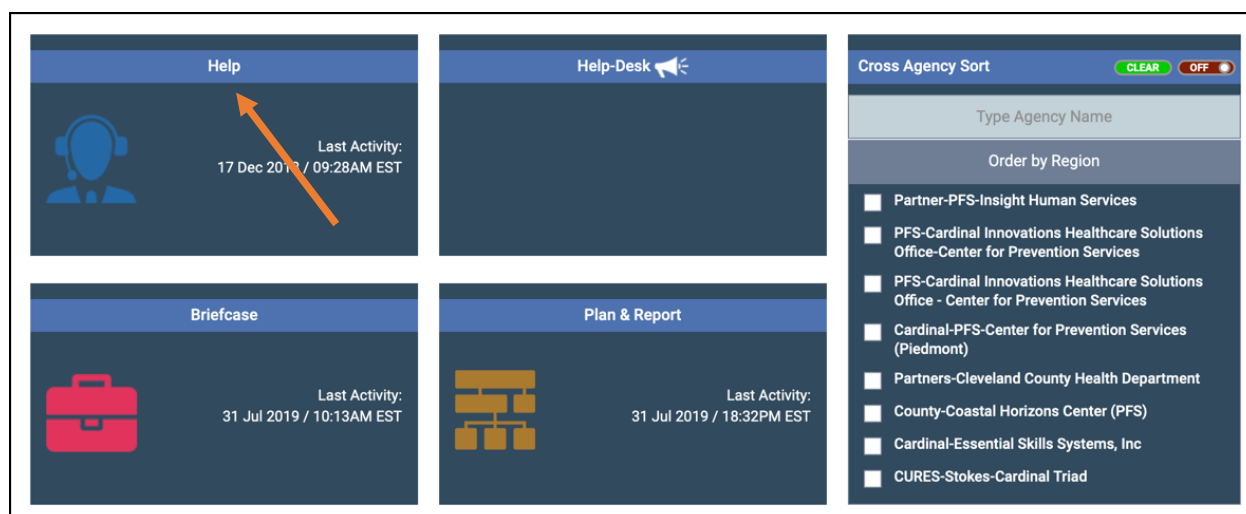 Help
Last Activity:
17 Dec 2018 / 09:28AM EST
Help-Desk
Briefcase
Last Activity:
31 Jul 2019 / 10:13AM EST
Plan & Report
Last Activity:
31 Jul 2019 / 18:32PM EST
Cross Agency Sort
CLEAR
OFF
Type Agency Name
Order by Region
Partner-PFS-Insight Human Services
PFS-Cardinal Innovations Healthcare Solutions
Office-Center for Prevention Services
PFS-Cardinal Innovations Healthcare Solutions
Office - Center for Prevention Services
Cardinal-PFS-Center for Prevention Services
(Piedmont)
Partners-Cleveland County Health Department
County-Coastal Horizons Center (PFS)
Cardinal-Essential Skills Systems, Inc
CURES-Stokes-Cardinal Triad